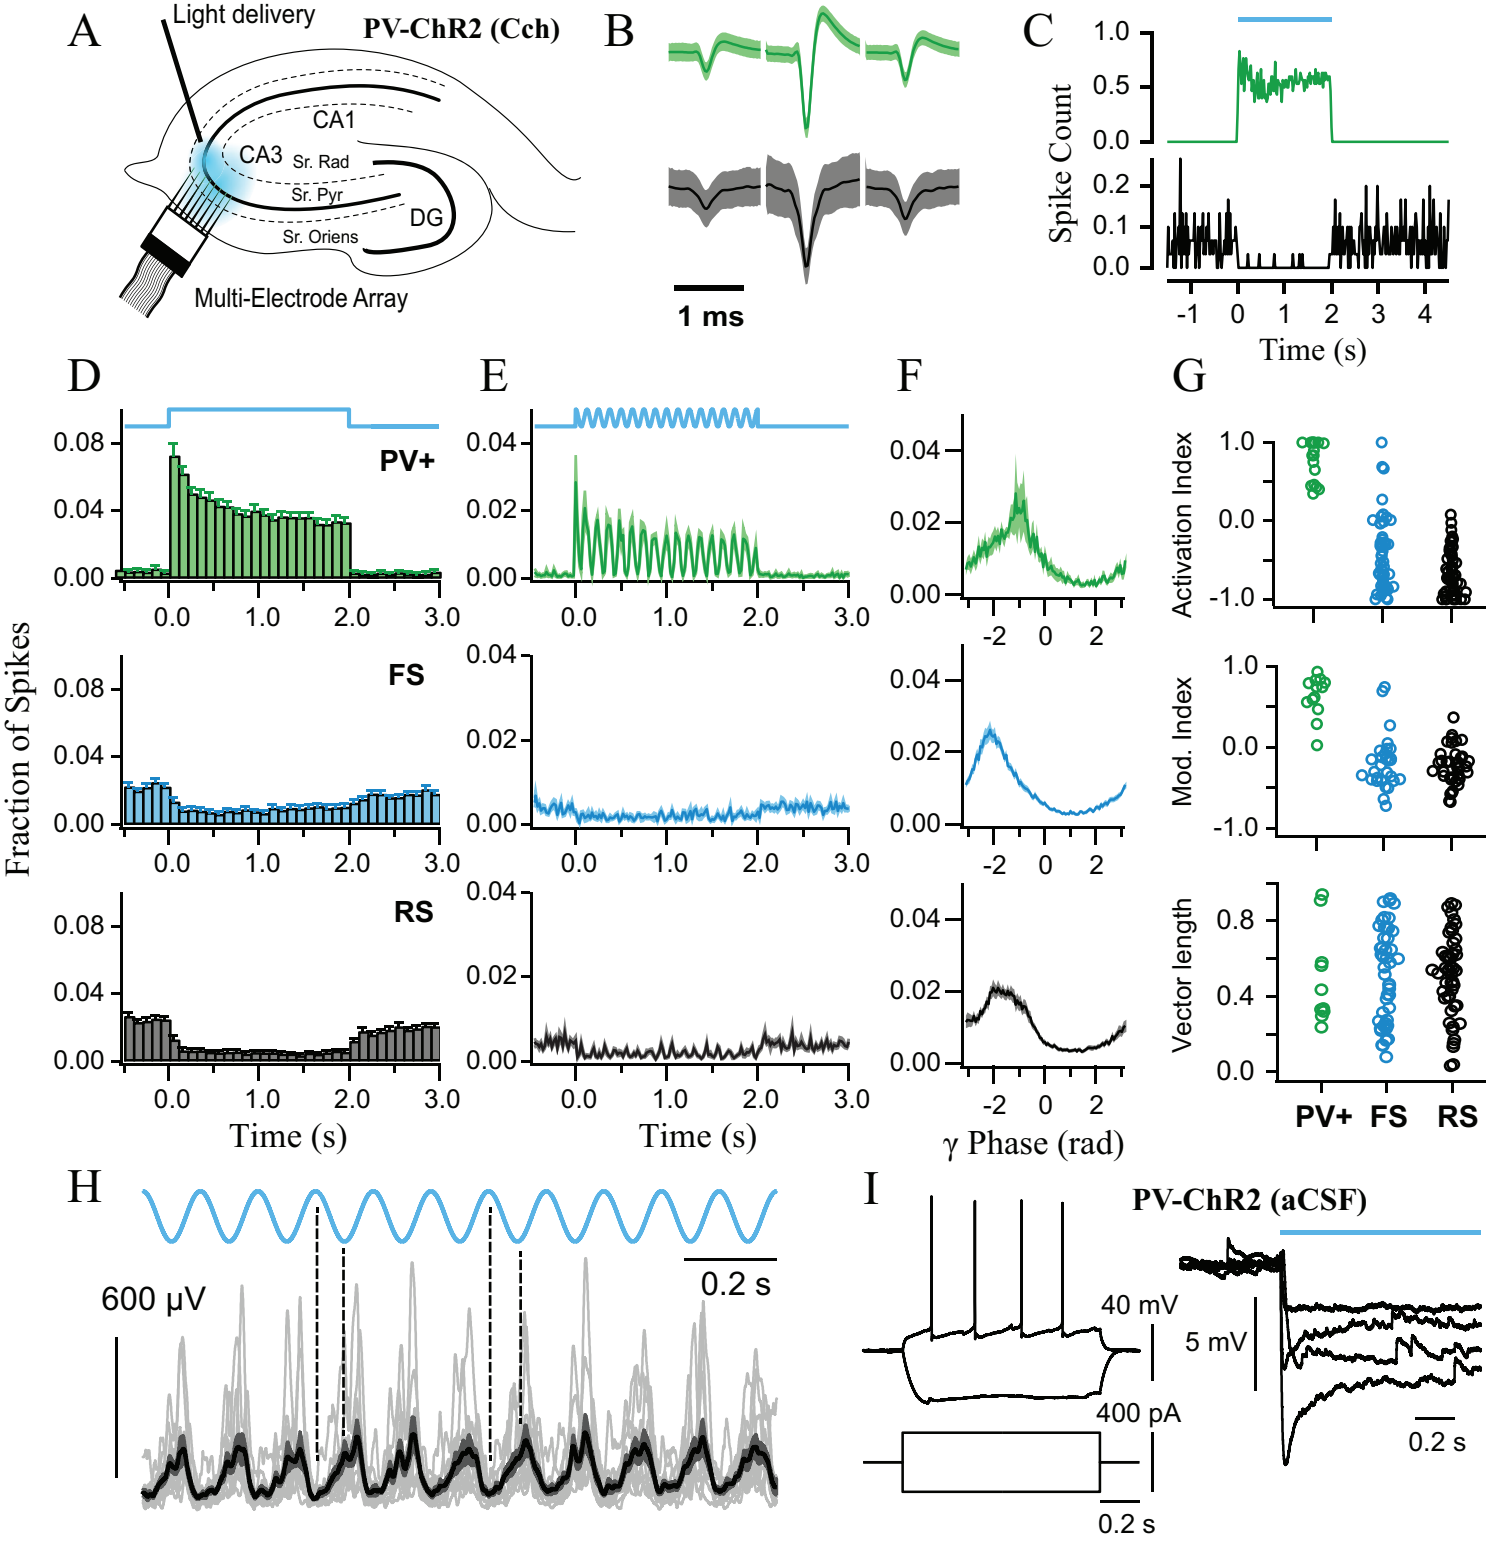 A
Light delivery
PV-ChR2 (Cch)
CA1
CA3
Sr. Rad
Sr. Pyr
DG
Sr. Oriens
Multi-Electrode Array
B
1 ms
C
Spike Count
1.0
0.5
0.0
0.2
0.1
0.0
-1 0 1 2 3 4
Time (s)
D
Fraction of Spikes
PV+
0.08
0.04
0.00
0.0 1.0 2.0 3.0
FS
0.08
0.04
0.00
0.0 1.0 2.0 3.0
RS
0.08
0.04
0.00
0.0 1.0 2.0 3.0
Time (s)
E
0.04
0.02
0.00
0.0 1.0 2.0 3.0
0.04
0.02
0.00
0.0 1.0 2.0 3.0
0.04
0.02
0.00
0.0 1.0 2.0 3.0
Time (s)
F
0.04
0.02
0.00
-2 0 2
0.04
0.02
0.00
-2 0 2
0.04
0.02
0.00
-2 0 2
γ Phase (rad)
G
Activation Index
1.0
0.0
-1.0
Mod. Index
1.0
0.0
-1.0
Vector length
0.8
0.4
0.0
PV+ FS RS
H
0.2 s
600 µV
I
PV-ChR2 (aCSF)
40 mV
400 pA
0.2 s
5 mV
0.2 s